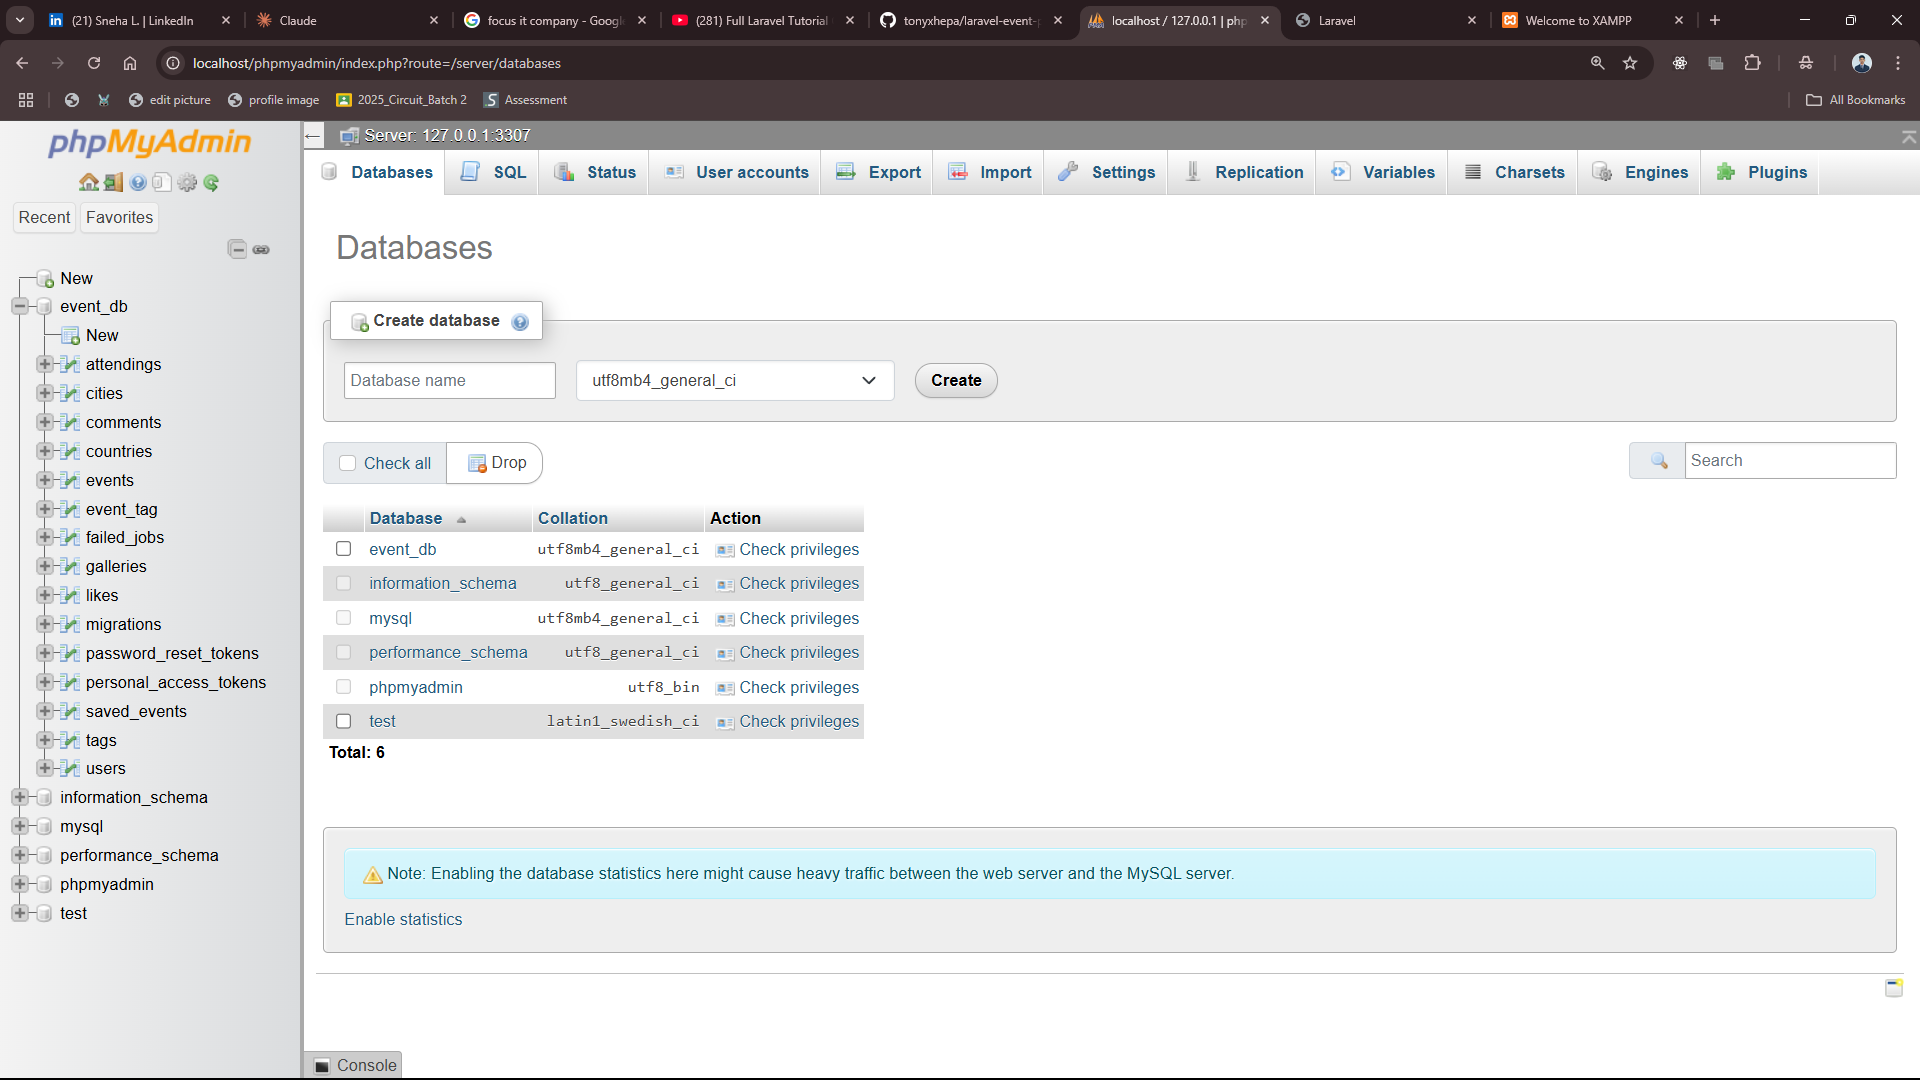 (21) Sneha L. | LinkedIn
Claude
focus it company - Google
(281) Full Laravel Tutorial
tonyxhepa/laravel-event-p
localhost / 127.0.0.1 | php
Laravel
Welcome to XAMPP
localhost/phpmyadmin/index.php?route=/server/databases
edit picture
profile image
2025_Circuit_Batch 2
Assessment
All Bookmarks
phpMyAdmin
Recent
Favorites
New
event_db
New
attendings
cities
comments
countries
events
event_tag
failed_jobs
galleries
likes
migrations
password_reset_tokens
personal_access_tokens
saved_events
tags
users
information_schema
mysql
performance_schema
phpmyadmin
test
Server: 127.0.0.1:3307
Databases
SQL
Status
User accounts
Export
Import
Settings
Replication
Variables
Charsets
Engines
Plugins
Databases
Create database
Database name
utf8mb4_general_ci
Create
Check all
Drop
Search
Database Collation Action
event_db utf8mb4_general_ci Check privileges
information_schema utf8_general_ci Check privileges
mysql utf8mb4_general_ci Check privileges
performance_schema utf8_general_ci Check privileges
phpmyadmin utf8_bin Check privileges
test latin1_swedish_ci Check privileges
Total: 6
Note: Enabling the database statistics here might cause heavy traffic between the web server and the MySQL server.
Enable statistics
Console